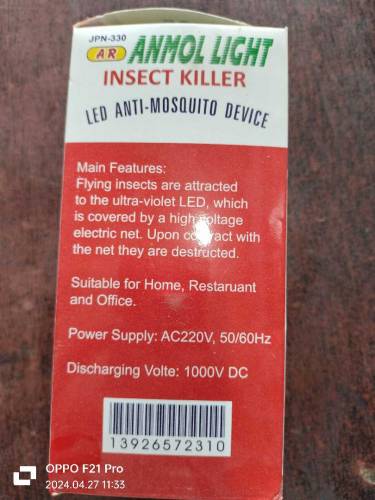 JPN-330
AR ANMOL LIGHT
INSECT KILLER
LED ANTI-MOSQUITO DEVICE
Main Features:
Flying insects are attracted
to the ultra-violet LED, which
is covered by a high voltage
electric net. Upon contract with
the net they are destructed.
Suitable for Home, Restaruant
and Office.
Power Supply: AC220V, 50/60Hz
Discharging Volte: 1000V DC
13926572310
OPPO F21 Pro
2024.04.27 11:33